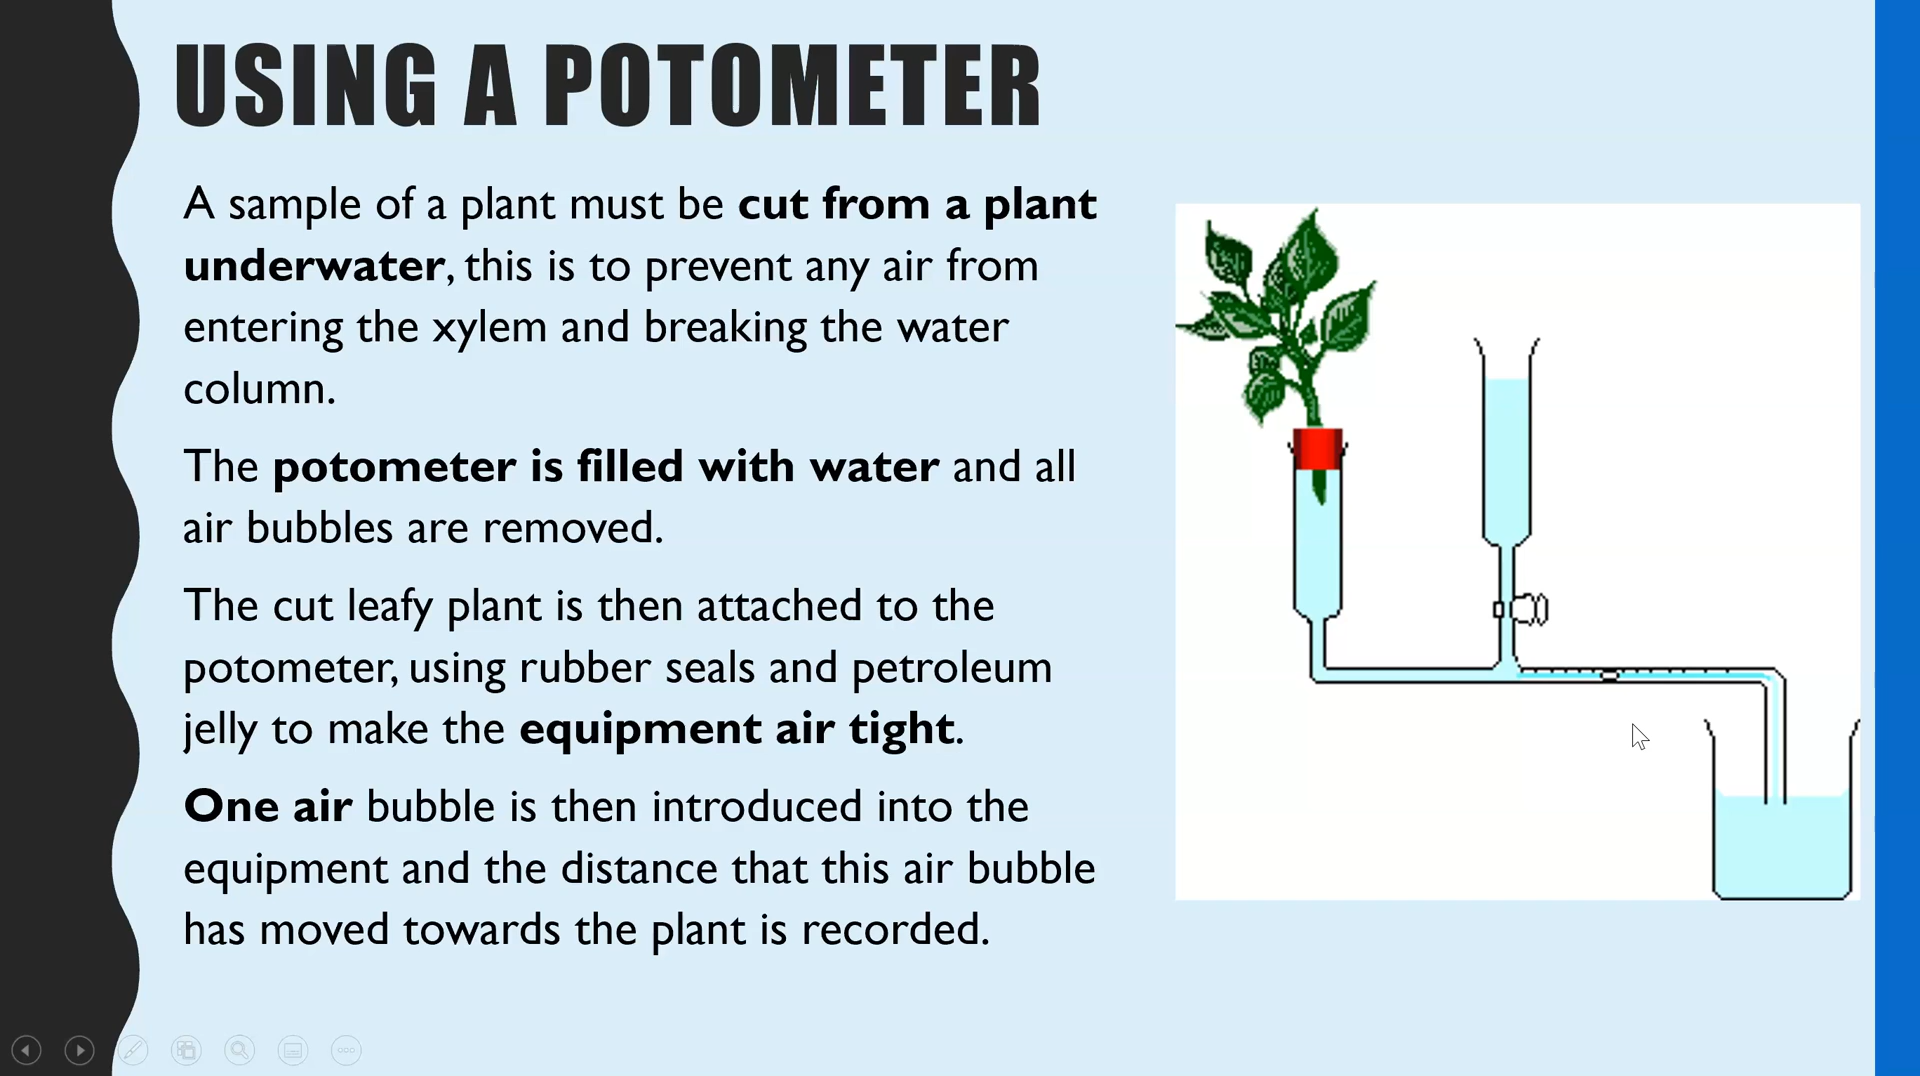 USING A POTOMETER
A sample of a plant must be cut from a plant
underwater, this is to prevent any air from
entering the xylem and breaking the water
column.
The potometer is filled with water and all
air bubbles are removed.
The cut leafy plant is then attached to the
potometer, using rubber seals and petroleum
jelly to make the equipment air tight.
One air bubble is then introduced into the
equipment and the distance that this air bubble
has moved towards the plant is recorded.